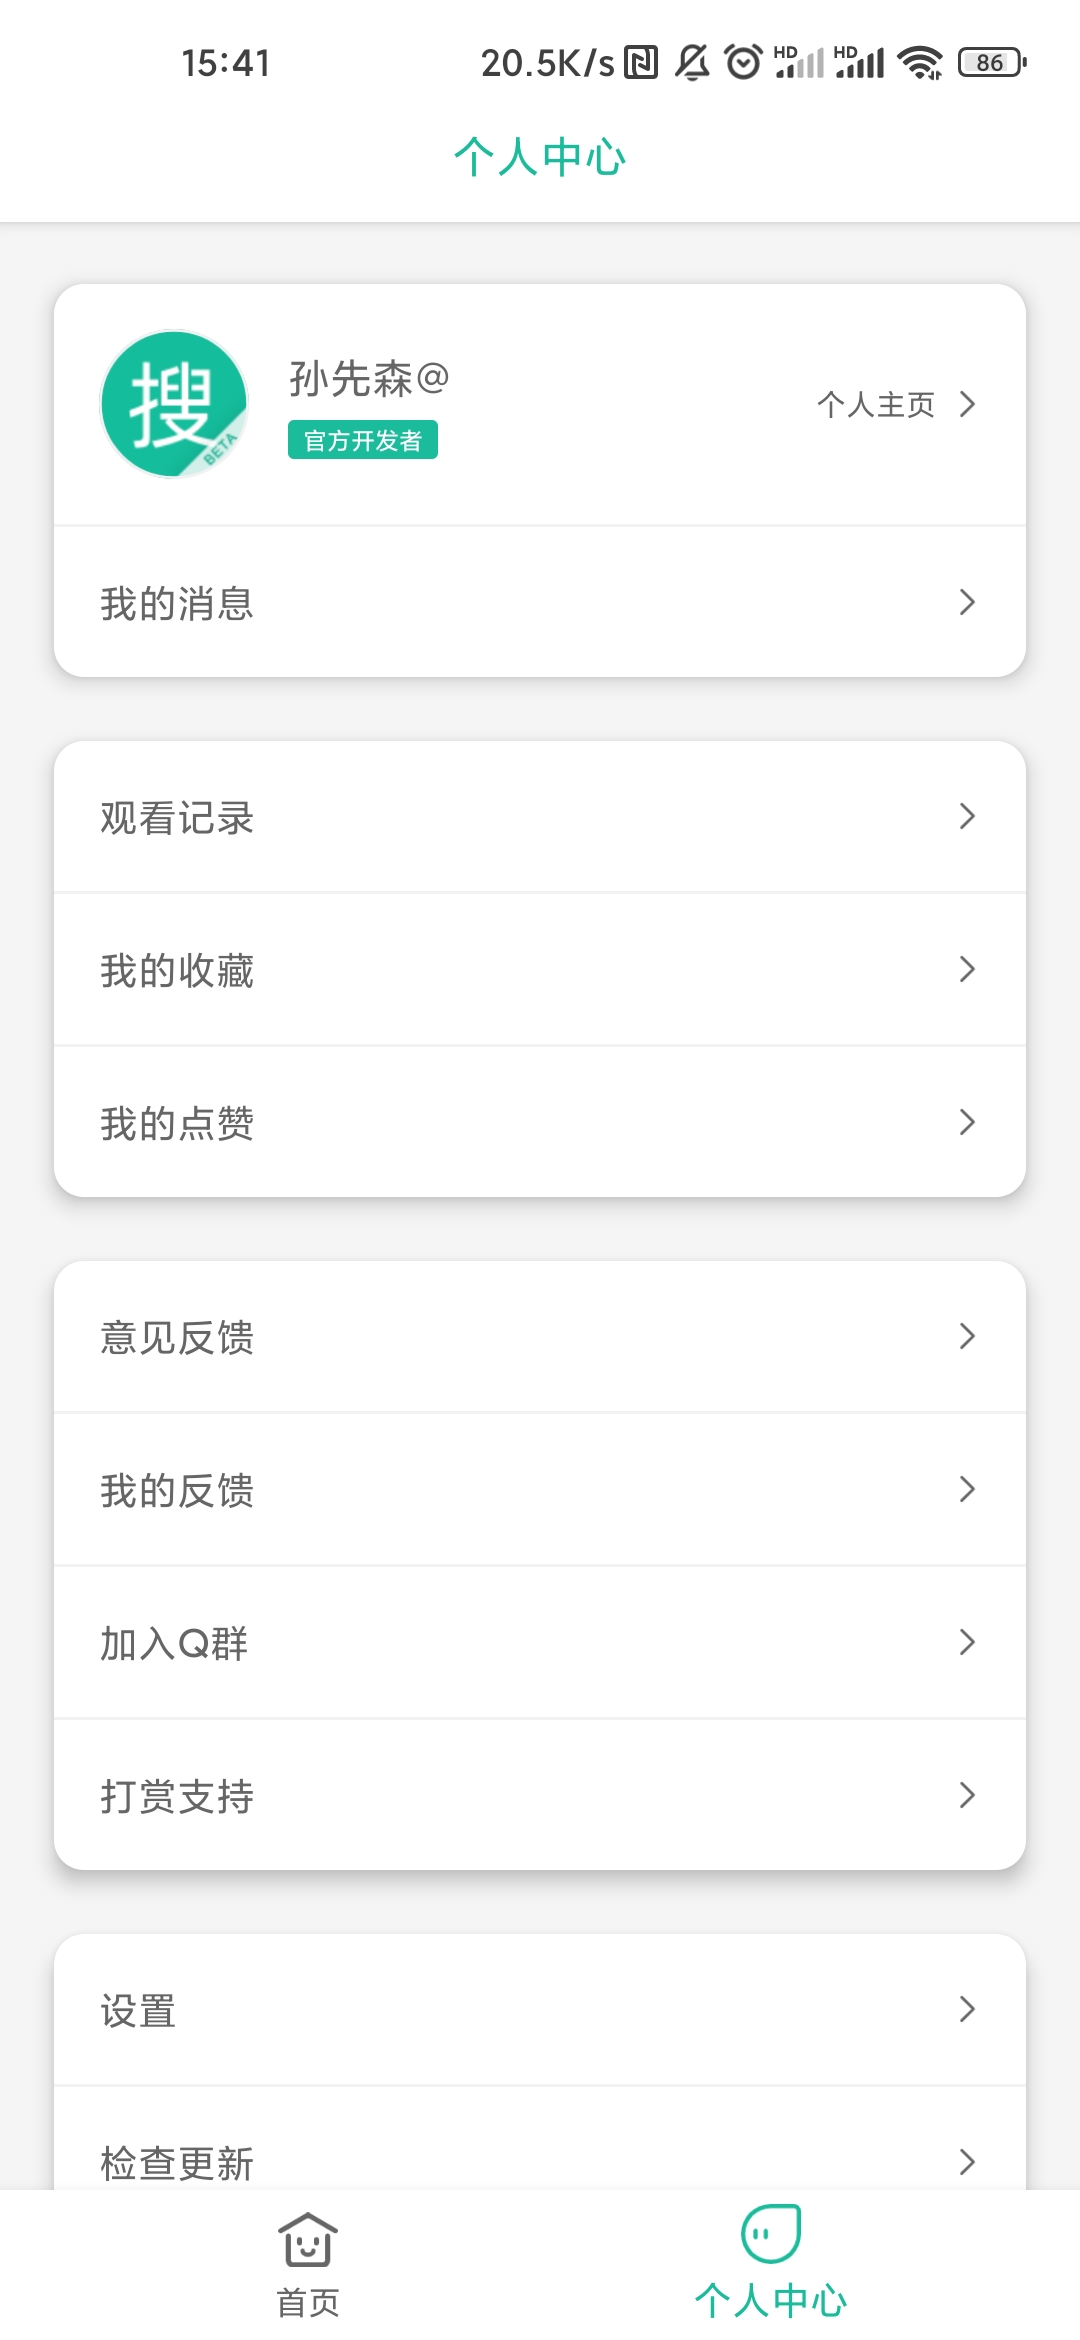 15:41 20.5K/s HD HD 86
个人中心
搜
BETA
孙先森@
官方开发者
个人主页
我的消息
观看记录
我的收藏
我的点赞
意见反馈
我的反馈
加入Q群
打赏支持
设置
检查更新
首页
个人中心